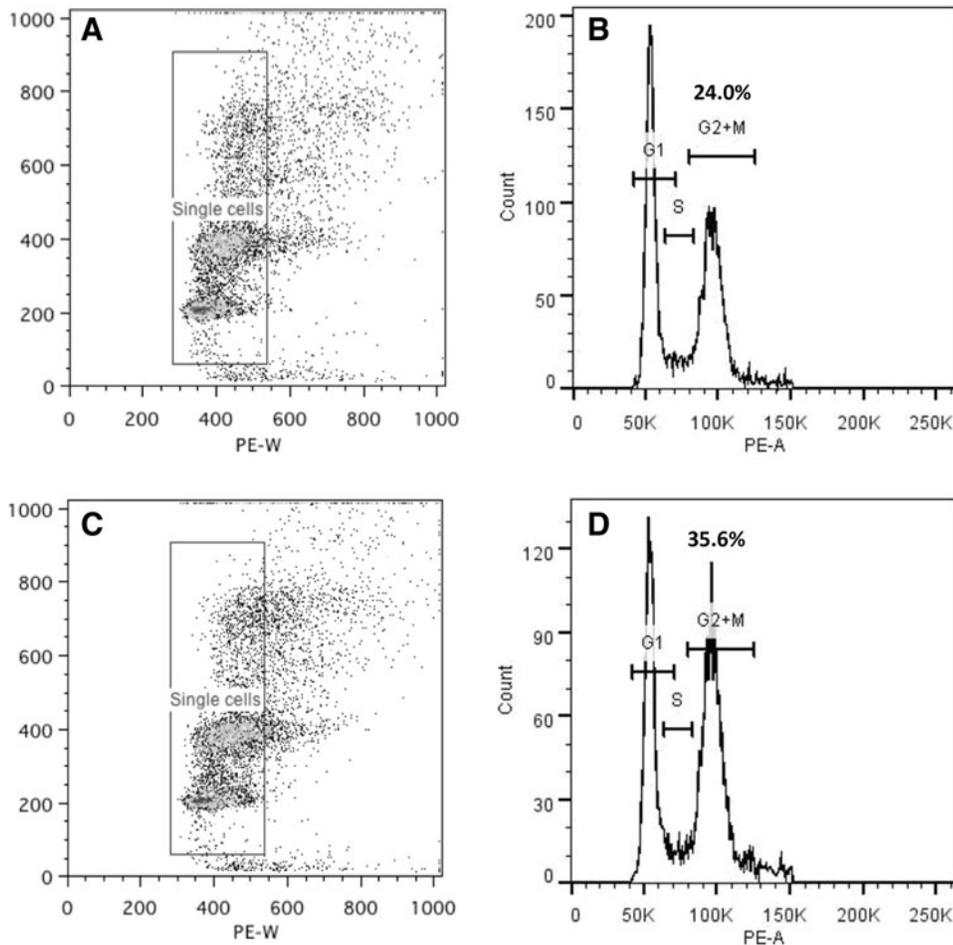 A
1000
800
600
400
200
0
Single cells
0 200 400 600 800 1000
PE-W
B
200
150
100
50
0
Count
24.0%
G2+M
G1
S
0 50K 100K 150K 200K 250K
PE-A
C
1000
800
600
400
200
0
Single cells
0 200 400 600 800 1000
PE-W
D
120
90
60
30
0
Count
35.6%
G2+M
G1
S
0 50K 100K 150K 200K 250K
PE-A